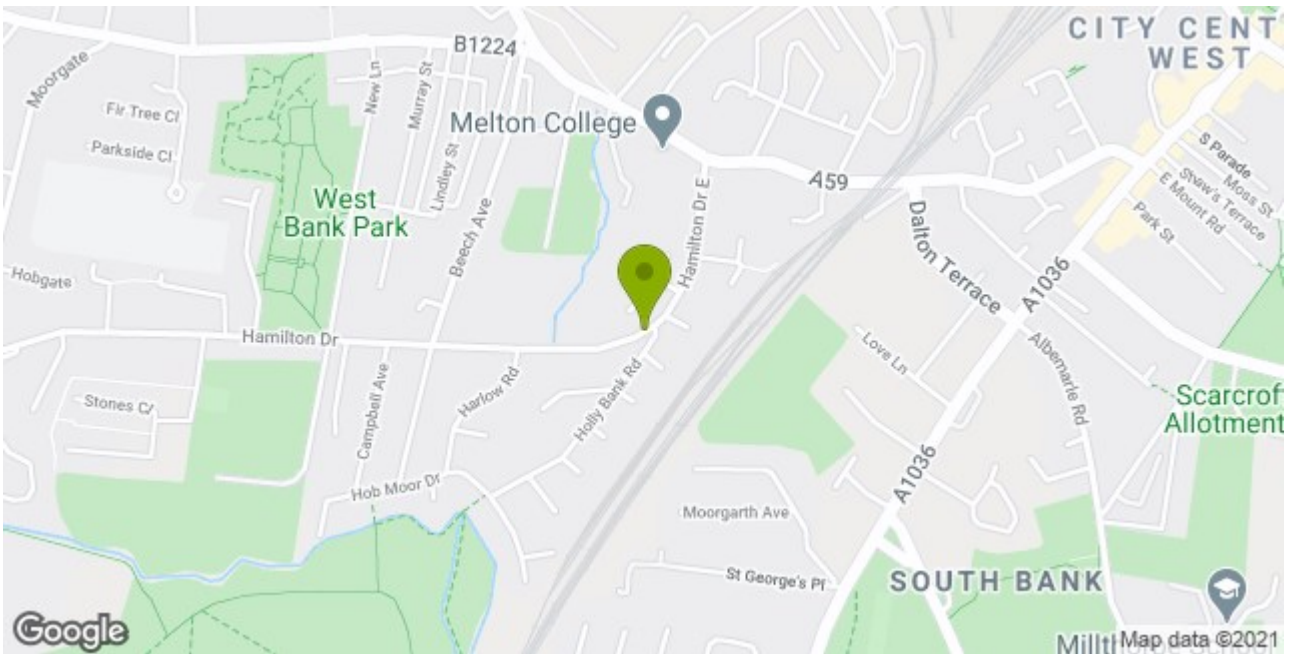 CITY CENT
WEST
B1224
Moorgate
New Ln
Murray St
Fir Tree Cl
Melton College
S Parade
Parkside Cl
Lindley St
A59
Moss St
Shaw's Terrace
E Mount Rd
West
Bank Park
Hamilton Dr E
Dalton Terrace
Park St
Beech Ave
Hobgate
A1036
Hamilton Dr
Love Ln
Albemarle Rd
Harlow Rd
Holly Bank Rd
Stones Cl
Campbell Ave
Scarcrof
Allotment
A1036
Hob Moor Dr
Moorgarth Ave
St George's Pl
SOUTH BANK
Google
Map data ©2021